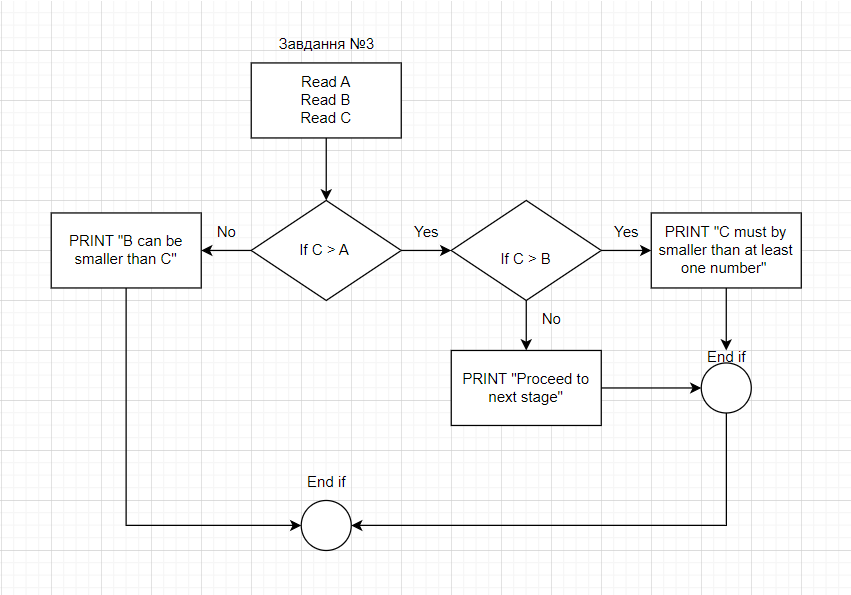 Завдання №3
Read A
Read B
Read C
No
Yes
Yes
PRINT "B can be
smaller than C"
If C > A
If C > B
PRINT "C must by
smaller than at least
one number"
No
End if
PRINT "Proceed to
next stage"
End if